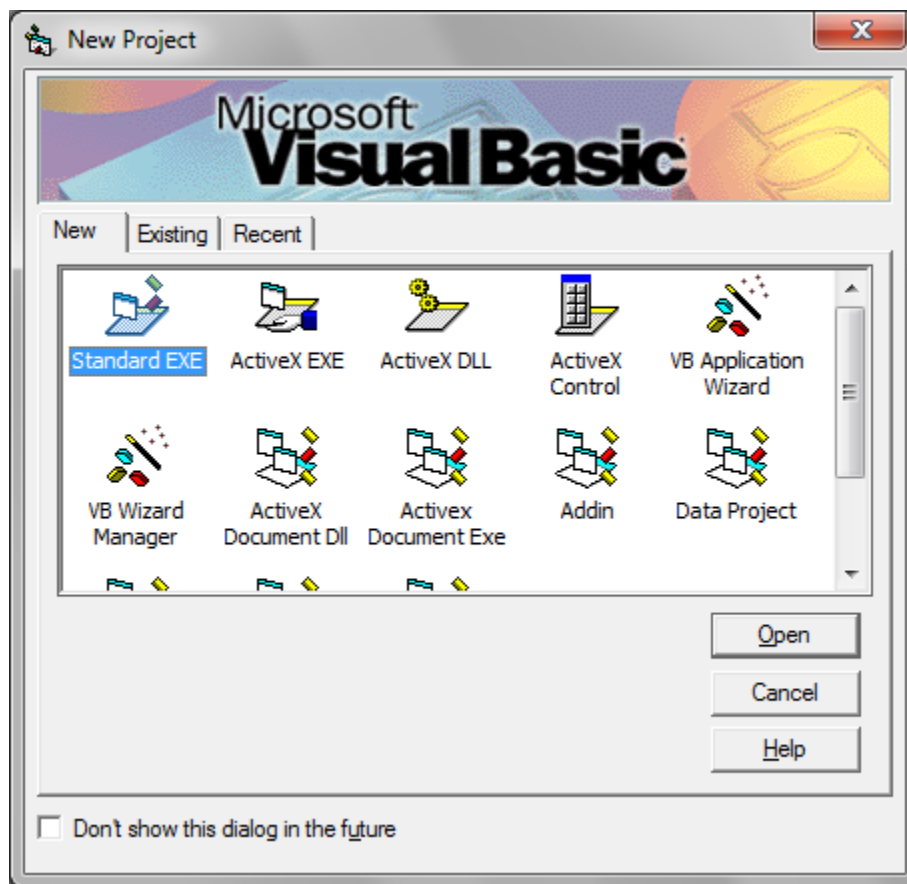 New Project
Microsoft
Visual Basic
New Existing Recent
Standard EXE ActiveX EXE ActiveX DLL ActiveX Control VB Application Wizard
VB Wizard Manager ActiveX Document Dll Activex Document Exe Addin Data Project
Open
Cancel
Help
Don't show this dialog in the future